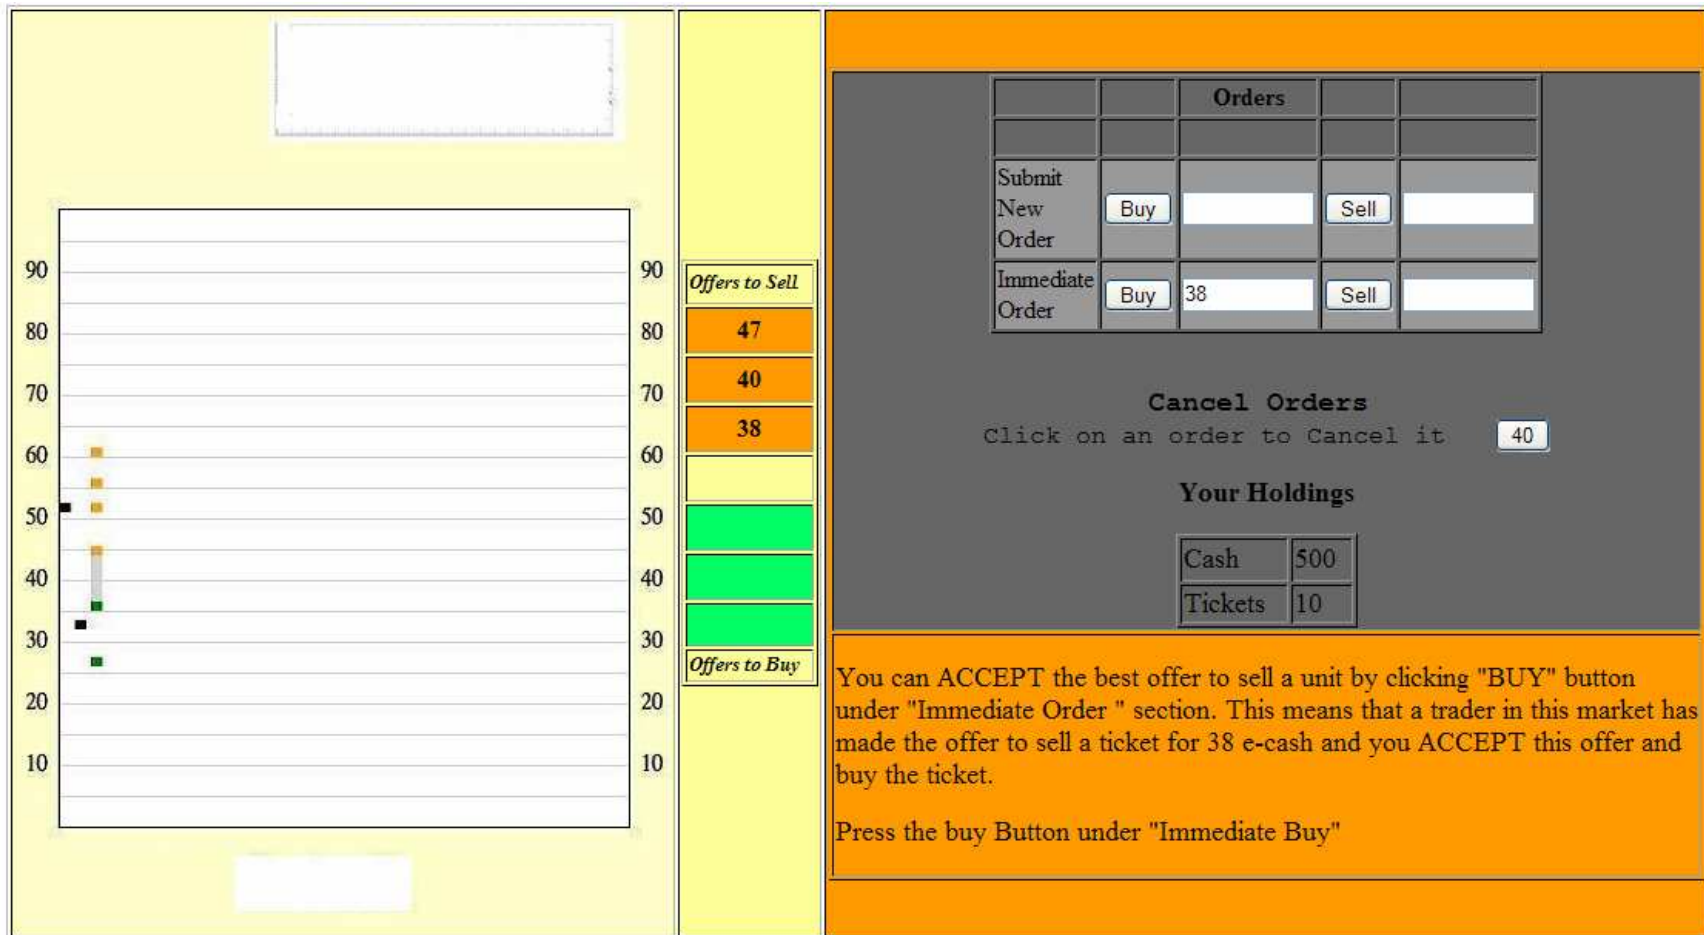 90
80
70
60
50
40
30
20
10
90
80
70
60
50
40
30
20
10
Offers to Sell
47
40
38
Offers to Buy
Orders
Submit
New
Order
Buy
Sell
Immediate
Order
Buy
38
Sell
Cancel Orders
Click on an order to Cancel it 40
Your Holdings
Cash 500
Tickets 10
You can ACCEPT the best offer to sell a unit by clicking "BUY" button
under "Immediate Order " section. This means that a trader in this market has
made the offer to sell a ticket for 38 e-cash and you ACCEPT this offer and
buy the ticket.
Press the buy Button under "Immediate Buy"